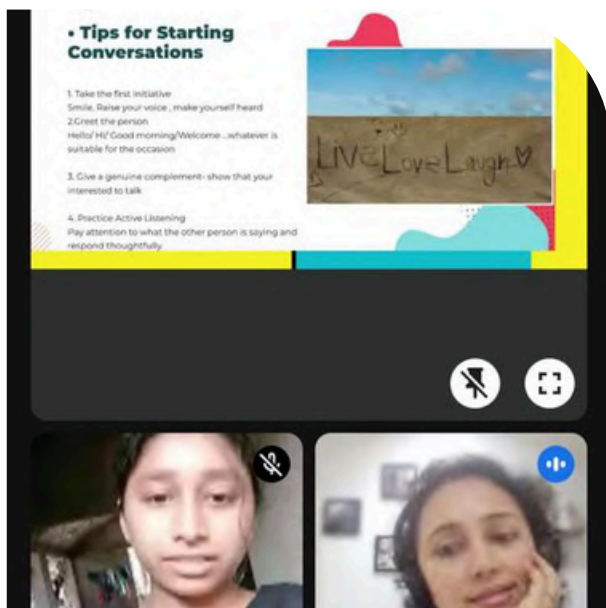 • Tips for Starting
Conversations
1. Take the first initiative
Smile, Raise your voice , make yourself heard
2.Greet the person
Hello/ Hi/ Good morning/Welcome ...whatever is
suitable for the occasion
3. Give a genuine complement- show that your
interested to talk
4. Practice Active Listening
Pay attention to what the other person is saying and
respond thoughtfully.
Live Love Laugh